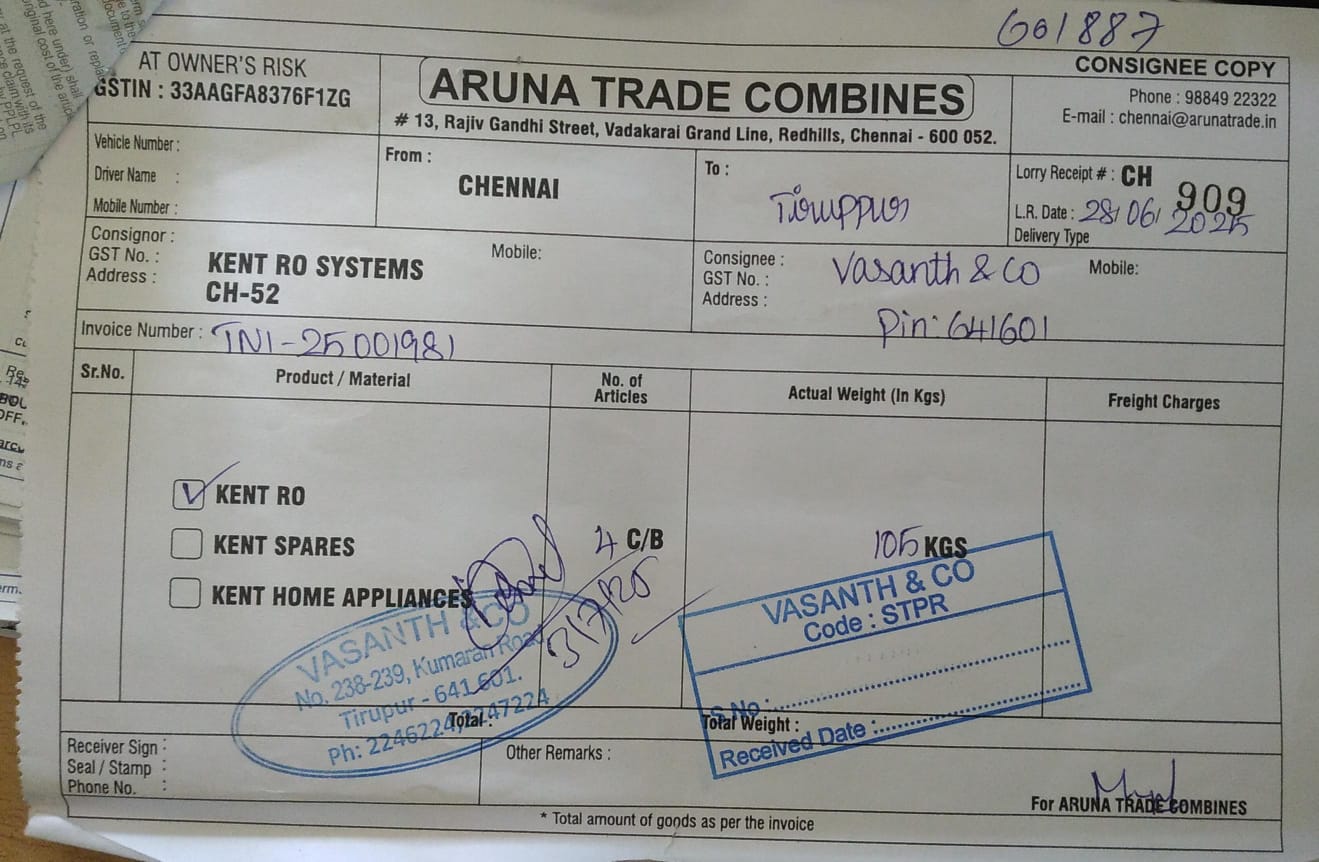 601887
CONSIGNEE COPY
AT OWNER'S RISK
GSTIN : 33AAGFA8376F1ZG
ARUNA TRADE COMBINES
# 13, Rajiv Gandhi Street, Vadakarai Grand Line, Redhills, Chennai - 600 052.
Phone : 98849 22322
E-mail : chennai@arunatrade.in
Vehicle Number :
Driver Name :
Mobile Number :
From :
CHENNAI
To :
Tiruppur
Lorry Receipt # : CH 909
L.R. Date : 28/06/2025
Delivery Type
Consignor :
GST No. :
Address :
KENT RO SYSTEMS
CH-52
Mobile:
Consignee :
GST No. :
Address :
Vasanth & CO
Pin: 641601
Mobile:
Invoice Number : TN1-25001981
Sr.No. Product / Material No. of Articles Actual Weight (In Kgs) Freight Charges
KENT RO
KENT SPARES
KENT HOME APPLIANCES
4 C/B
105 KGS
3/7/25
VASANTH & CO
No. 238-239, Kumaran Road
Tirupur - 641 601.
Ph: 2246224, 2247224
VASANTH & CO
Code : STPR
S.No :
Received Date :
Total :
Total Weight :
Receiver Sign :
Seal / Stamp :
Phone No. :
Other Remarks :
For ARUNA TRADE COMBINES
* Total amount of goods as per the invoice